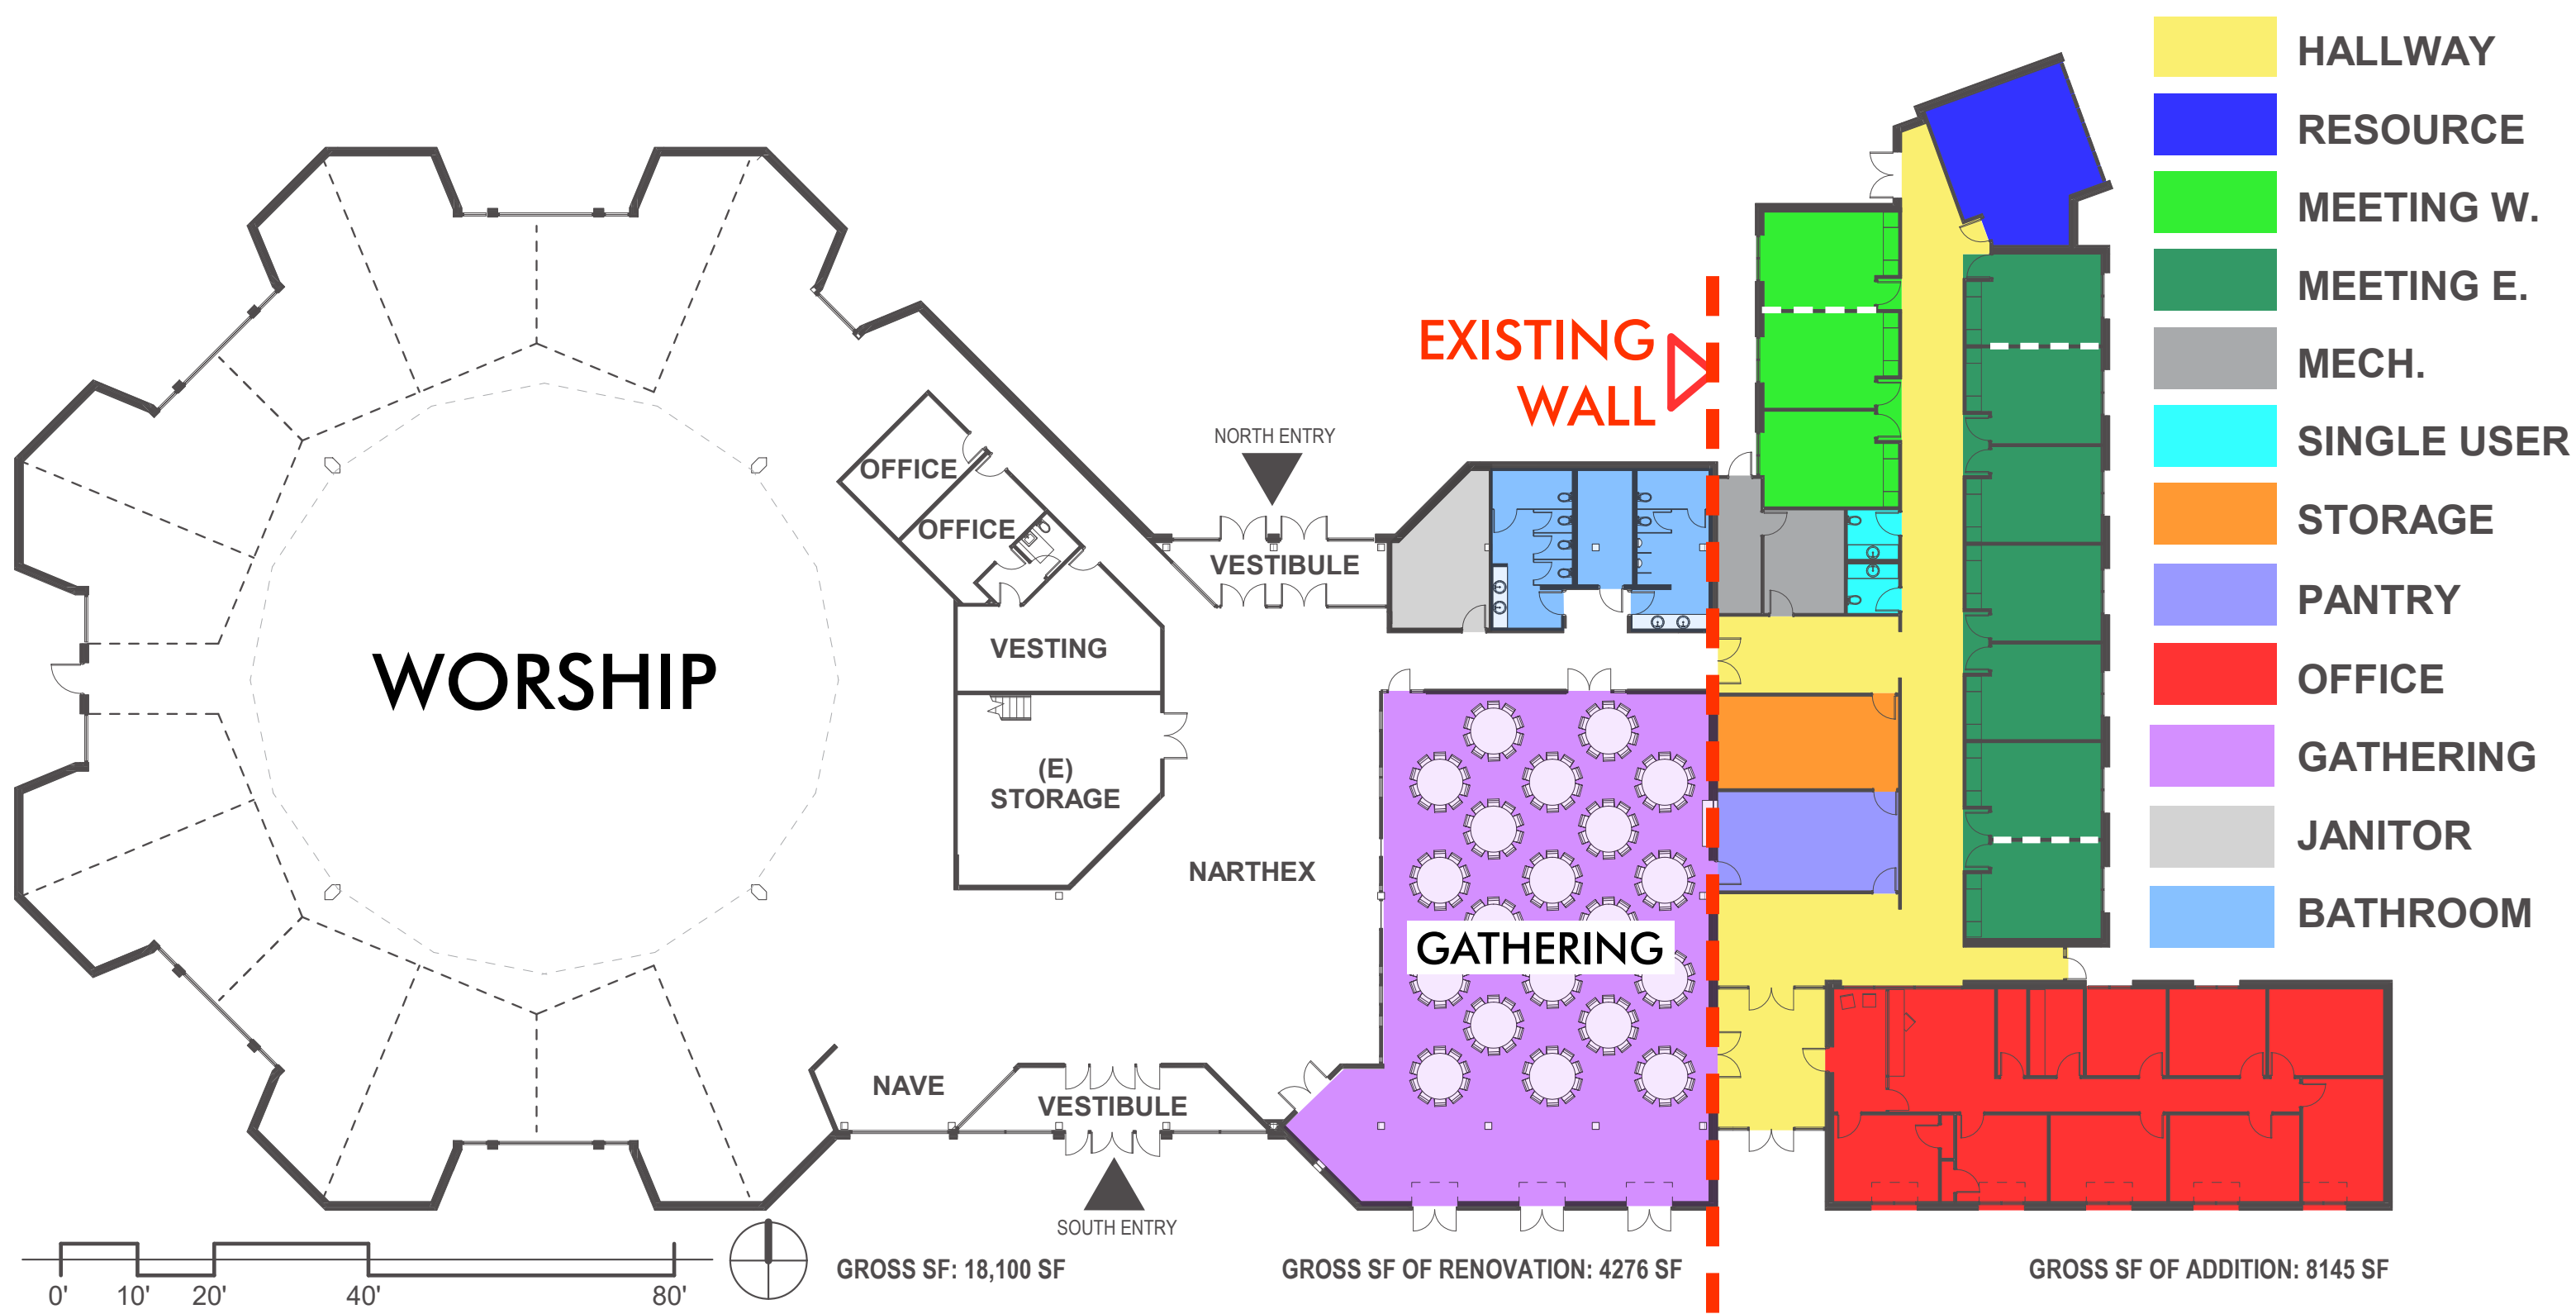 HALLWAY
RESOURCE
MEETING W.
MEETING E.
MECH.
SINGLE USER
STORAGE
PANTRY
OFFICE
GATHERING
JANITOR
BATHROOM
EXISTING
WALL
NORTH ENTRY
OFFICE
OFFICE
VESTIBULE
VESTING
WORSHIP
(E)
STORAGE
NARTHEX
GATHERING
NAVE
VESTIBULE
SOUTH ENTRY
GROSS SF: 18,100 SF
GROSS SF OF RENOVATION: 4276 SF
GROSS SF OF ADDITION: 8145 SF
0' 10' 20' 40' 80'